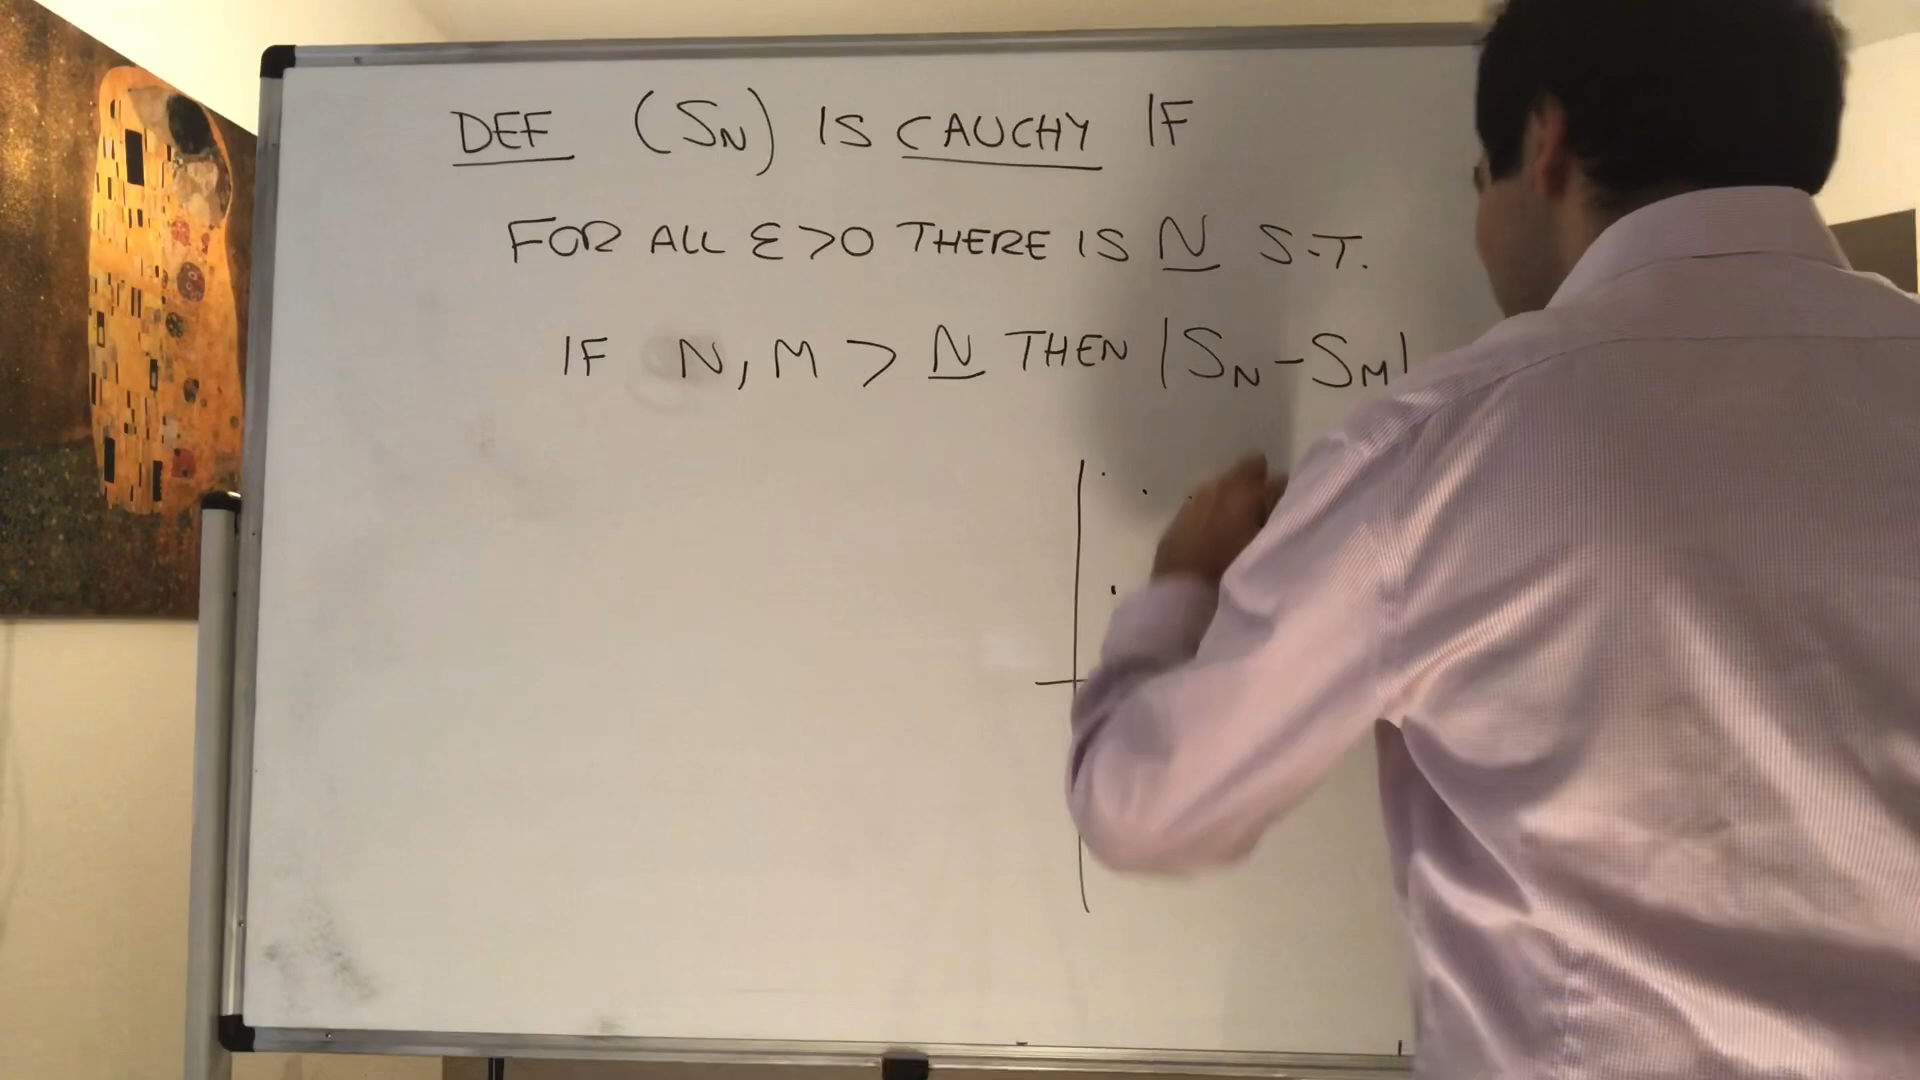 DEF (SN) IS CAUCHY IF
FOR ALL ε>0 THERE IS N S.T.
IF N, M > N THEN |SN-SM|